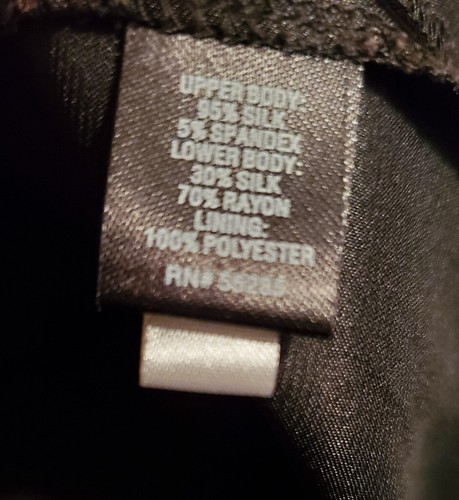 UPPER BODY:
95% SILK
5% SPANDEX
LOWER BODY:
30% SILK
70% RAYON
LINING:
100% POLYESTER
RN#